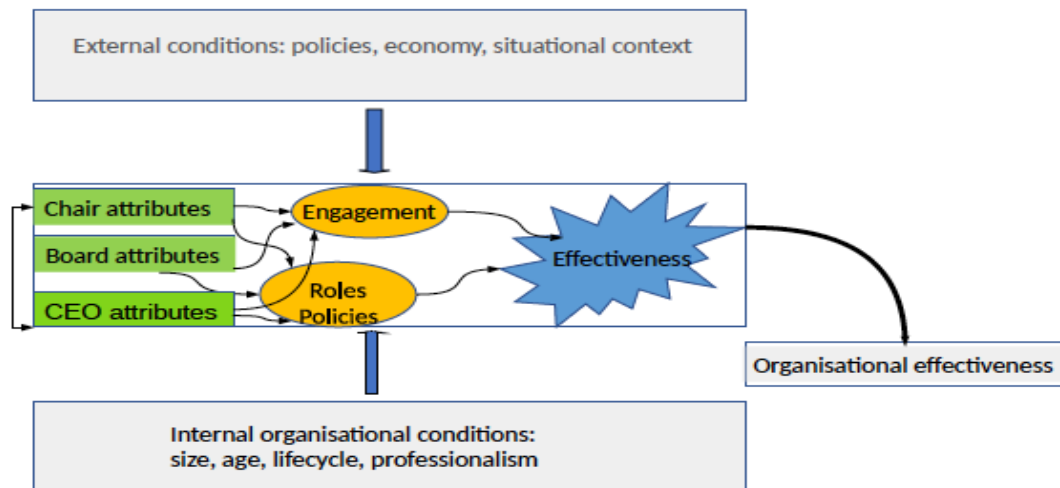 External conditions: policies, economy, situational context
Chair attributes
Engagement
Board attributes
Effectiveness
Roles
CEO attributes
Policies
Organisational effectiveness
Internal organisational conditions:
size, age, lifecycle, professionalism